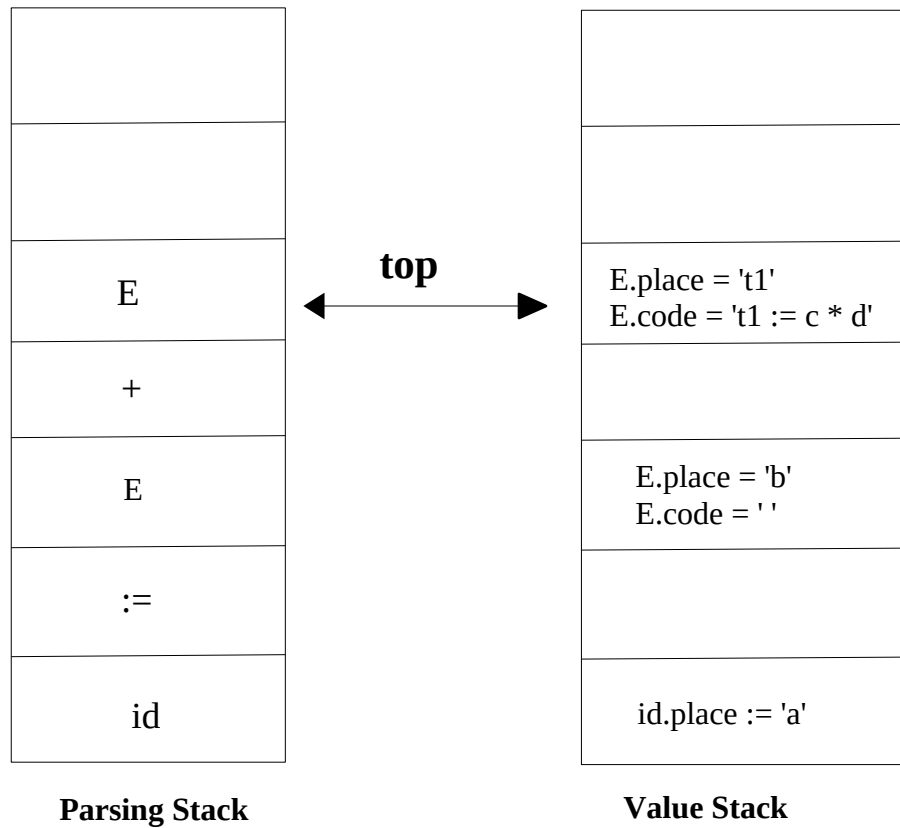 top
E
E.place = 't1'
E.code = 't1 := c * d'
+
E
E.place = 'b'
E.code = ' '
:=
id
id.place := 'a'
Parsing Stack
Value Stack